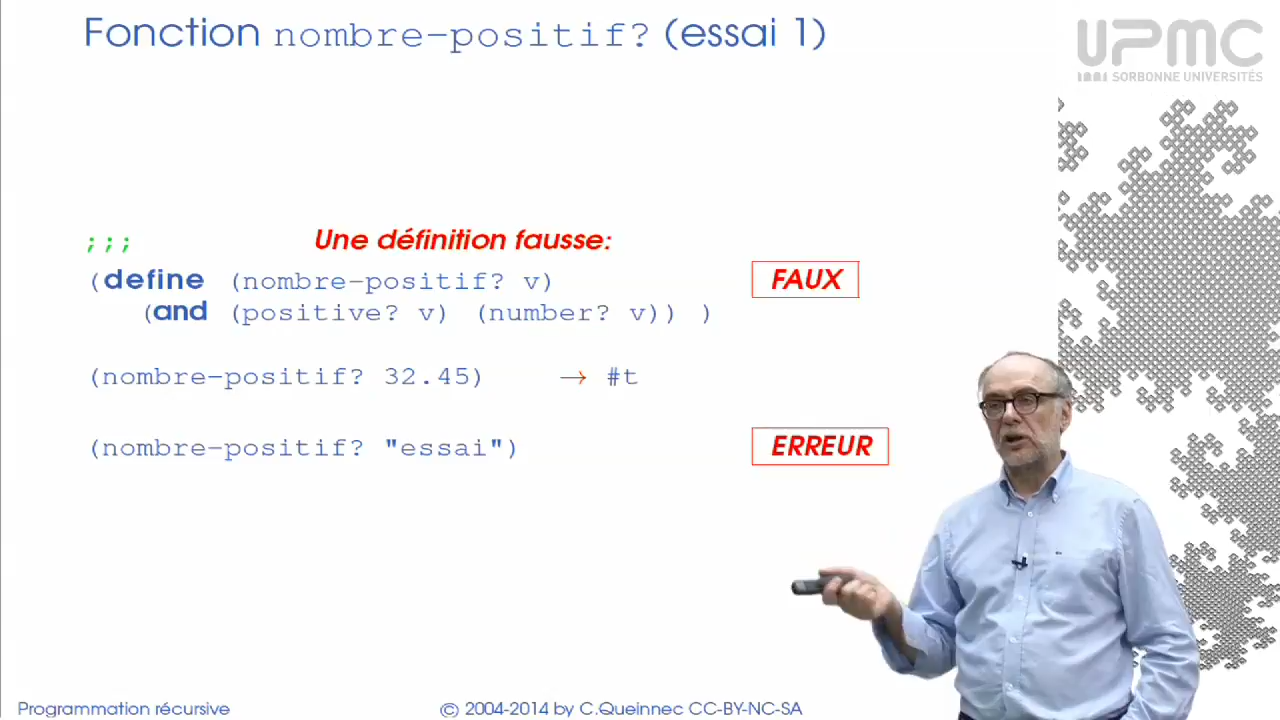 Fonction nombre-positif? (essai 1)
UPMC
SORBONNE UNIVERSITÉS
;;; Une définition fausse:
(define (nombre-positif? v) FAUX
(and (positive? v) (number? v)) )
(nombre-positif? 32.45) → #t
(nombre-positif? "essai") ERREUR
Programmation récursive © 2004-2014 by C.Queinnec CC-BY-NC-SA